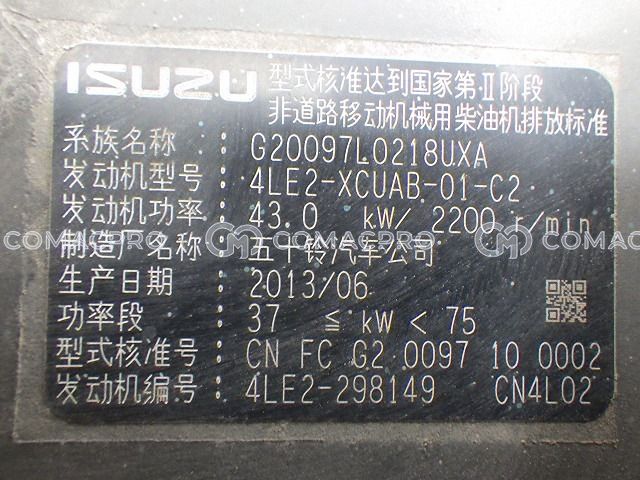 ISUZU 型式核准达到国家第Ⅱ阶段
非道路移动机械用柴油机排放标准
系族名称: G20097L0218UXA
发动机型号: 4LE2-XCUAB-01-C2
发动机功率: 43.0 kW/ 2200 r/min
COMACPRO COMACPRO COMACPRO
制造厂名称: 五十铃汽车公司
生产日期: 2013/06
功率段: 37 ≦ kW < 75
型式核准号: CN FC G2 0097 10 0002
发动机编号: 4LE2-298149 CN4L02